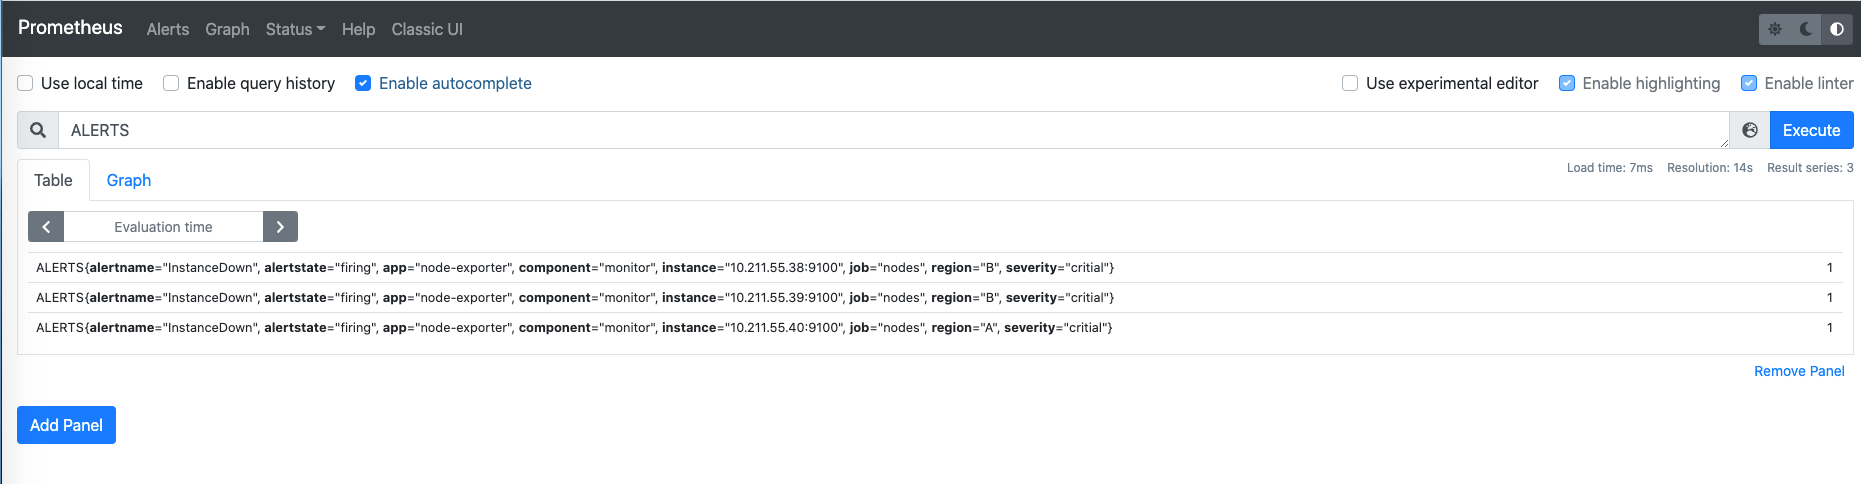 Prometheus Alerts Graph Status Help Classic UI
Use local time Enable query history Enable autocomplete Use experimental editor Enable highlighting Enable linter
ALERTS Execute
Table Graph Load time: 7ms Resolution: 14s Result series: 3
Evaluation time
ALERTS{alertname="InstanceDown", alertstate="firing", app="node-exporter", component="monitor", instance="10.211.55.38:9100", job="nodes", region="B", severity="critial"} 1
ALERTS{alertname="InstanceDown", alertstate="firing", app="node-exporter", component="monitor", instance="10.211.55.39:9100", job="nodes", region="B", severity="critial"} 1
ALERTS{alertname="InstanceDown", alertstate="firing", app="node-exporter", component="monitor", instance="10.211.55.40:9100", job="nodes", region="A", severity="critial"} 1
Remove Panel
Add Panel